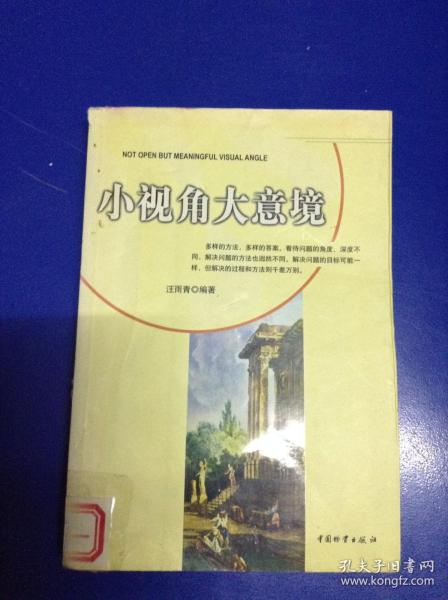 NOT OPEN BUT MEANINGFUL VISUAL ANGLE
小视角大意境
多样的方法，多样的答案。看待问题的角度、深度不
同，解决问题的方法也迥然不同。解决问题的目标可能一
样，但解决的过程和方法则千差万别。
汪雨青◎编著
中国物资出版社
孔夫子旧书网
www.kongfz.com